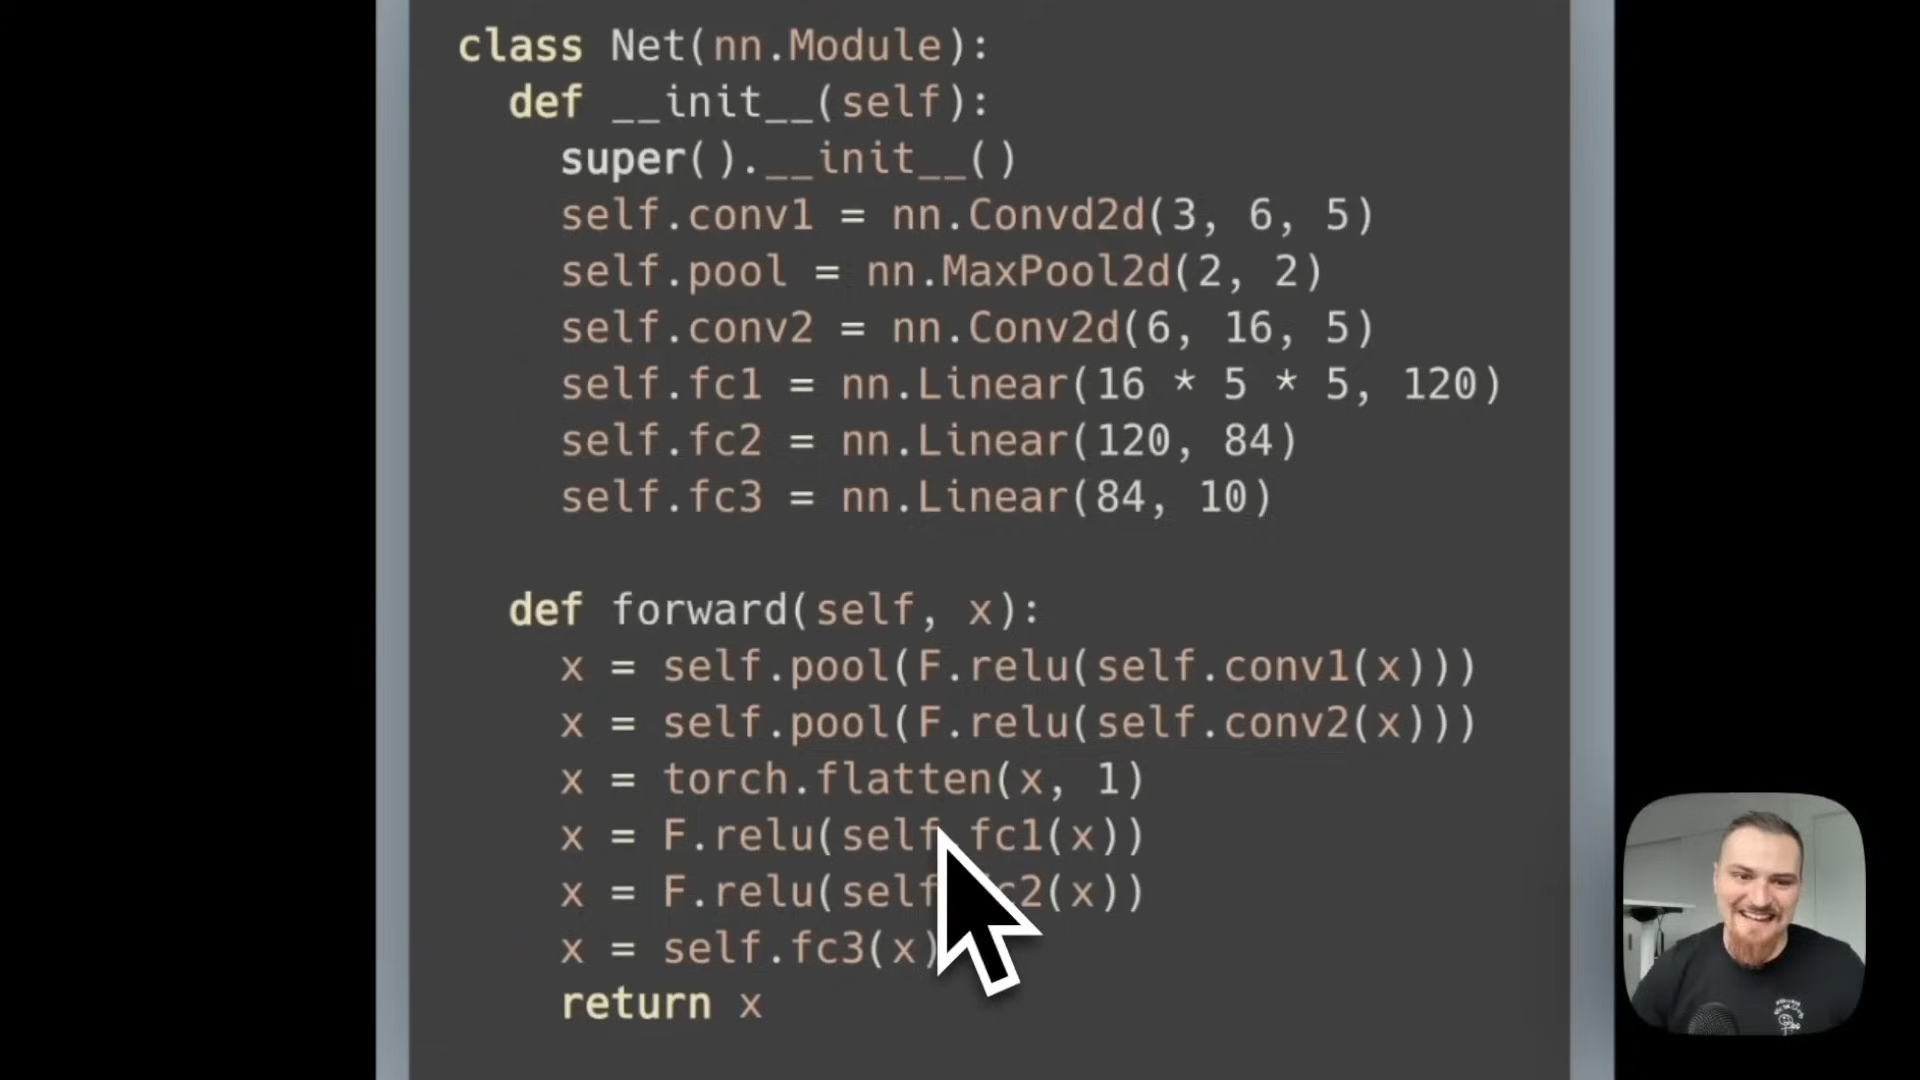 class Net(nn.Module):
def __init__(self):
super().__init__()
self.conv1 = nn.Convd2d(3, 6, 5)
self.pool = nn.MaxPool2d(2, 2)
self.conv2 = nn.Conv2d(6, 16, 5)
self.fc1 = nn.Linear(16 * 5 * 5, 120)
self.fc2 = nn.Linear(120, 84)
self.fc3 = nn.Linear(84, 10)
def forward(self, x):
x = self.pool(F.relu(self.conv1(x)))
x = self.pool(F.relu(self.conv2(x)))
x = torch.flatten(x, 1)
x = F.relu(self.fc1(x))
x = F.relu(self c2(x))
x = self.fc3(x)
return x